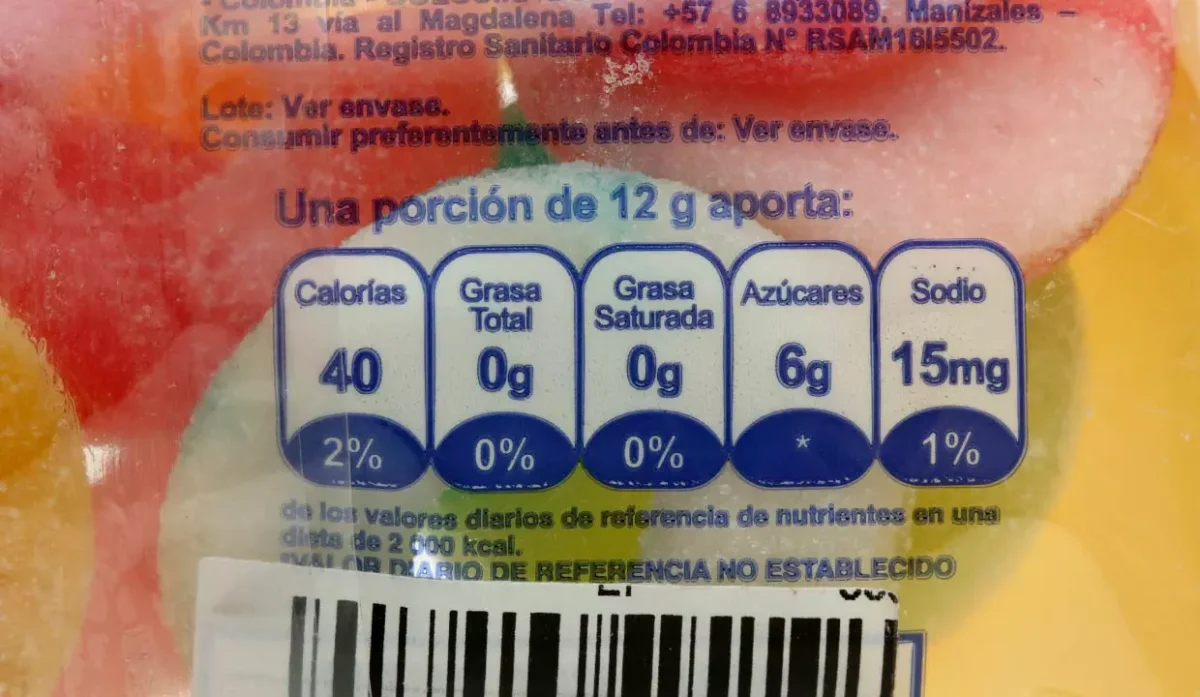 - Colombia
Km 13 vía al Magdalena Tel: +57 6 8933089. Manizales –
Colombia. Registro Sanitario Colombia N° RSAM16I5502.
Lote: Ver envase.
Consumir preferentemente antes de: Ver envase.
Una porción de 12 g aporta:
Calorías
40
2%
Grasa
Total
0g
0%
Grasa
Saturada
0g
0%
Azúcares
6g
*
Sodio
15mg
1%
de los valores diarios de referencia de nutrientes en una
dieta de 2 000 kcal.
*VALOR DIARIO DE REFERENCIA NO ESTABLECIDO